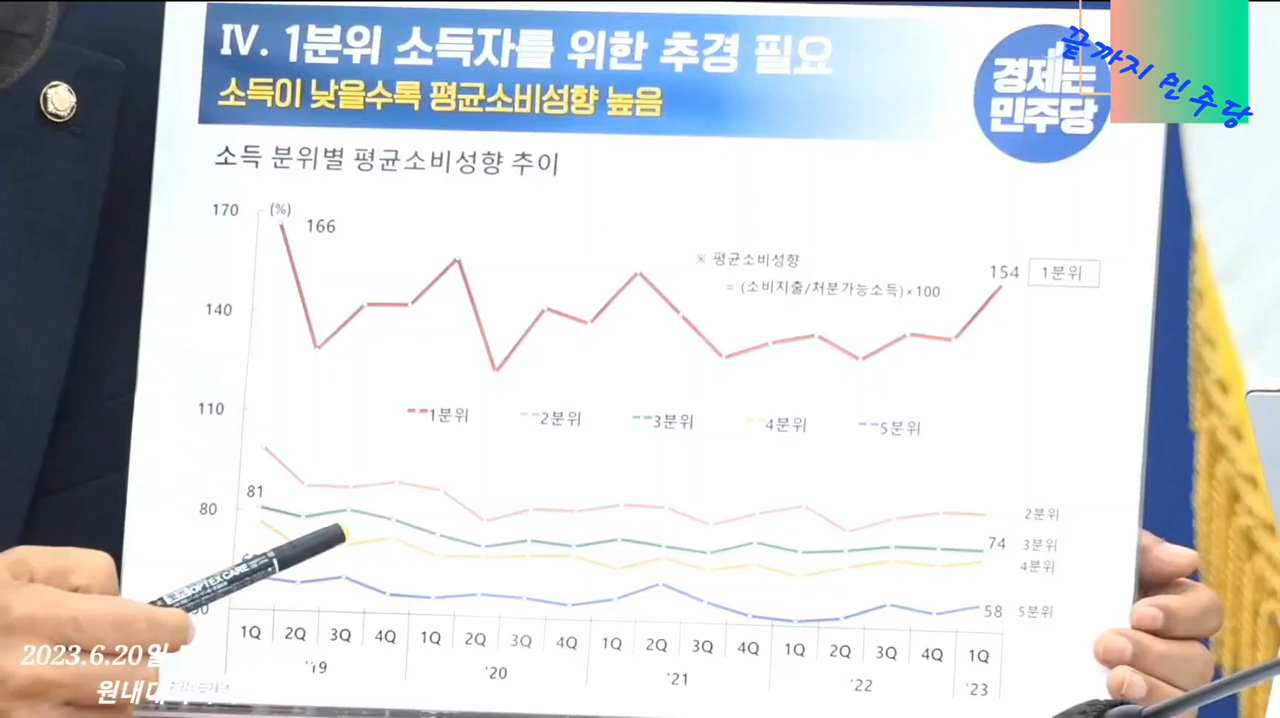 Ⅳ. 1분위 소득자를 위한 추경 필요
소득이 낮을수록 평균소비성향 높음
경제는
민주당
끝까지 민주당
소득 분위별 평균소비성향 추이
170
(%)
166
※ 평균소비성향
= (소비지출/처분가능소득)×100
154
1분위
140
110
1분위 2분위 3분위 4분위 5분위
81
80
2분위
74 3분위
4분위
58 5분위
SOPTEX CARE
1Q 2Q 3Q 4Q 1Q 2Q 3Q 4Q 1Q 2Q 3Q 4Q 1Q 2Q 3Q 4Q 1Q
'19 '20 '21 '22 '23
2023.6.20일